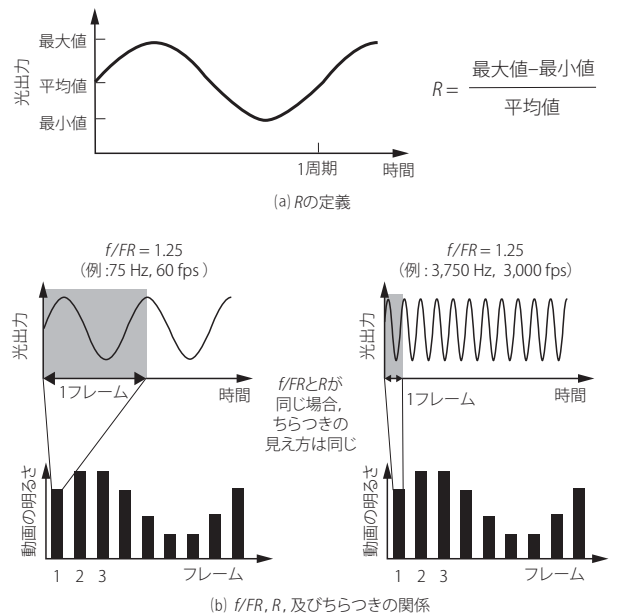 光出力
最大値
平均値
最小値
1周期
時間
R = 最大値–最小値
平均値
(a) Rの定義
f/FR = 1.25
(例 :75 Hz, 60 fps )
光出力
1フレーム
時間
f/FR = 1.25
(例 : 3,750 Hz, 3,000 fps)
光出力
1フレーム
時間
f/FRとRが
同じ場合,
ちらつきの
見え方は同じ
動画の明るさ
1 2 3 フレーム
動画の明るさ
1 2 3 フレーム
(b) f/FR, R, 及びちらつきの関係